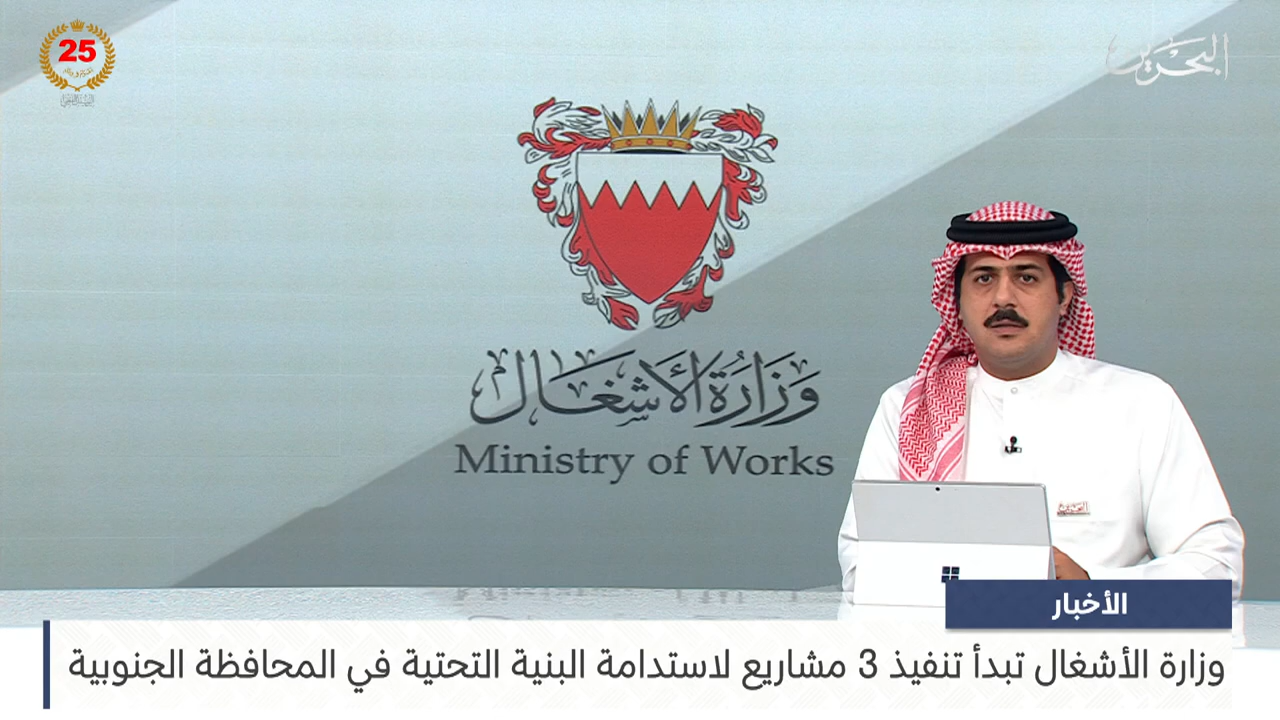 25
البحرين
وزارة الأشغال
Ministry of Works
الأخبار
وزارة الأشغال تبدأ تنفيذ 3 مشاريع لاستدامة البنية التحتية في المحافظة الجنوبية